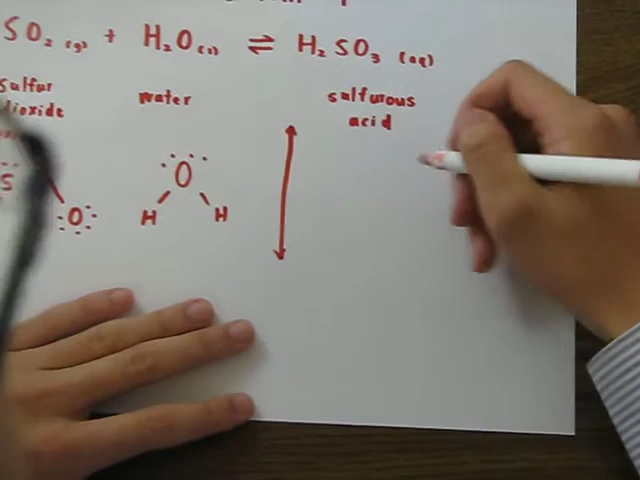 SO₂ (g) + H₂O (l) ⇌ H₂SO₃ (aq)
sulfur water sulfurous
dioxide acid
S O O
H H